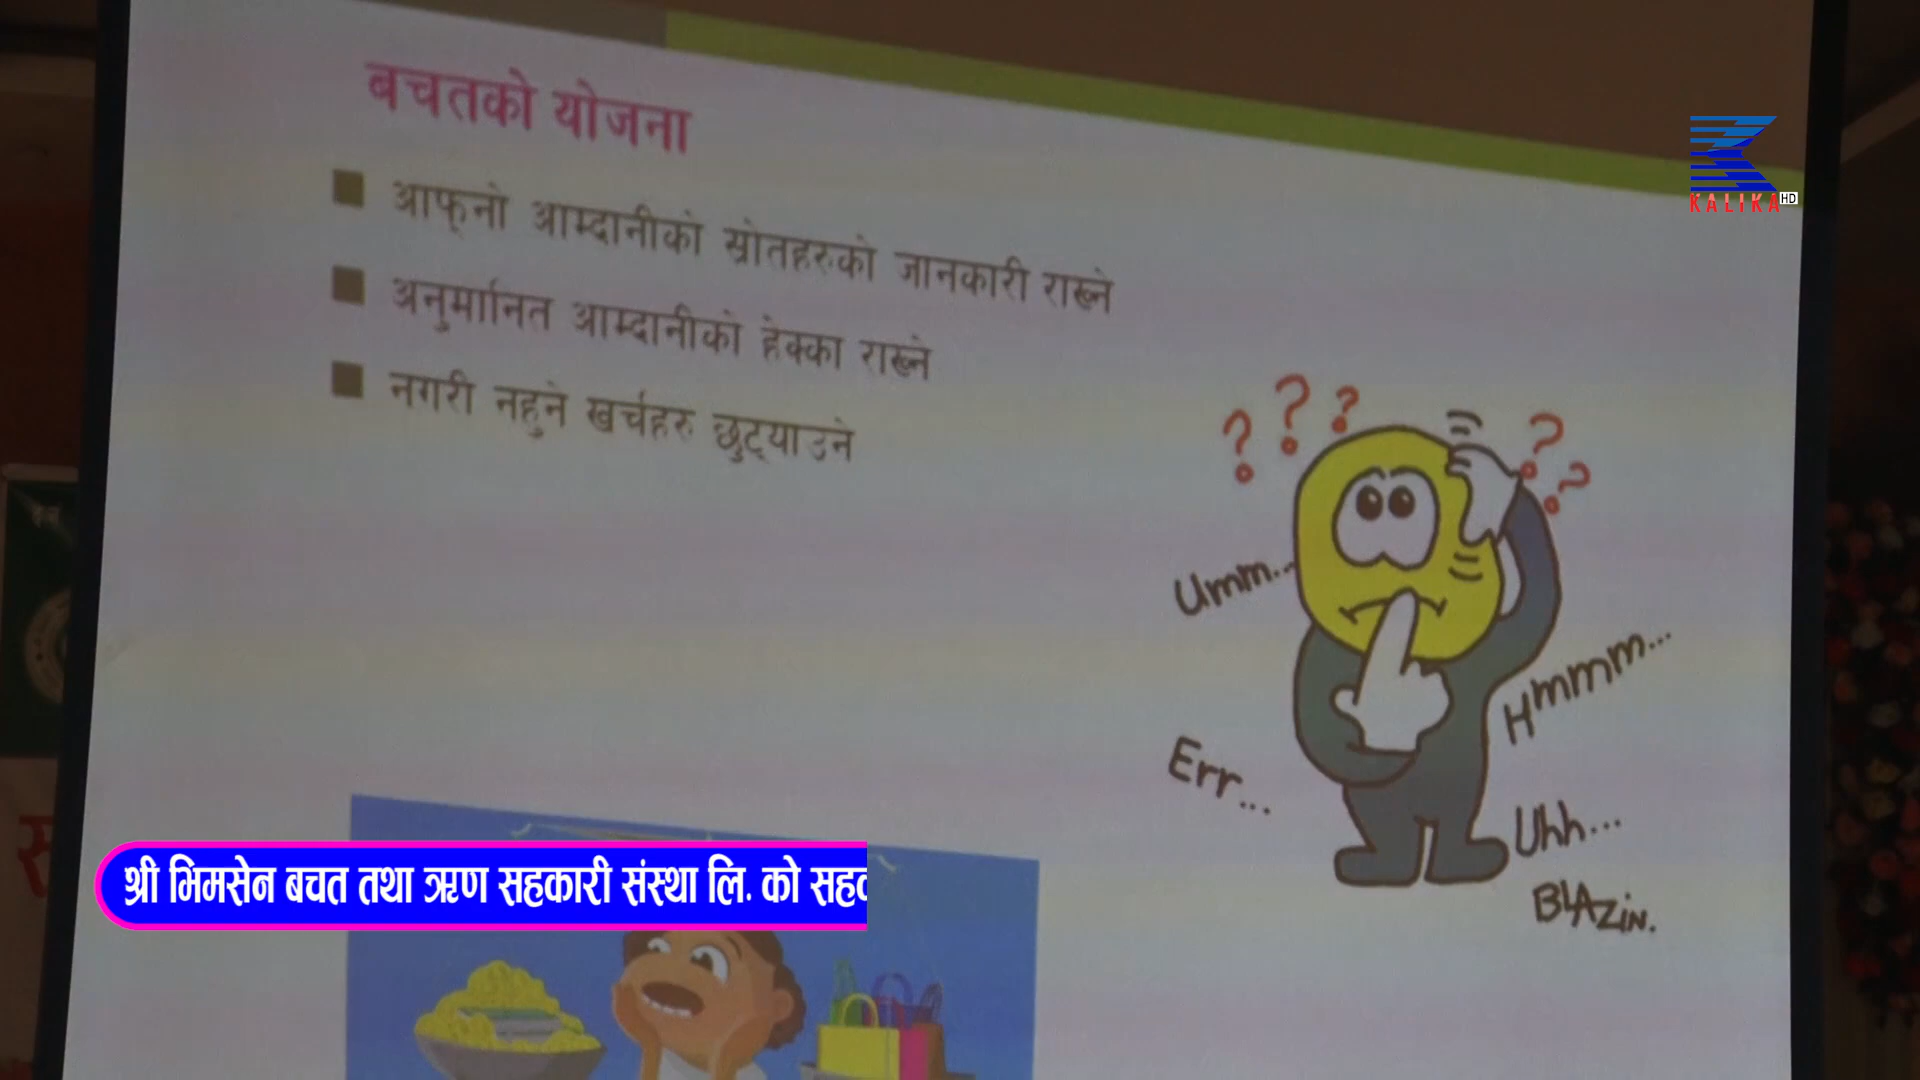 बचतको योजना
आफ्नो आम्दानीको स्रोतहरुको जानकारी राख्ने
अनुमानित आम्दानीको हेक्का राख्ने
नगरी नहुने खर्चहरु छुट्याउने
KALIKA HD
? ? ? ? ?
Umm...
Hmmm...
Err...
Uhh...
BLAZiN.
श्री भिमसेन बचत तथा ऋण सहकारी संस्था लि. को